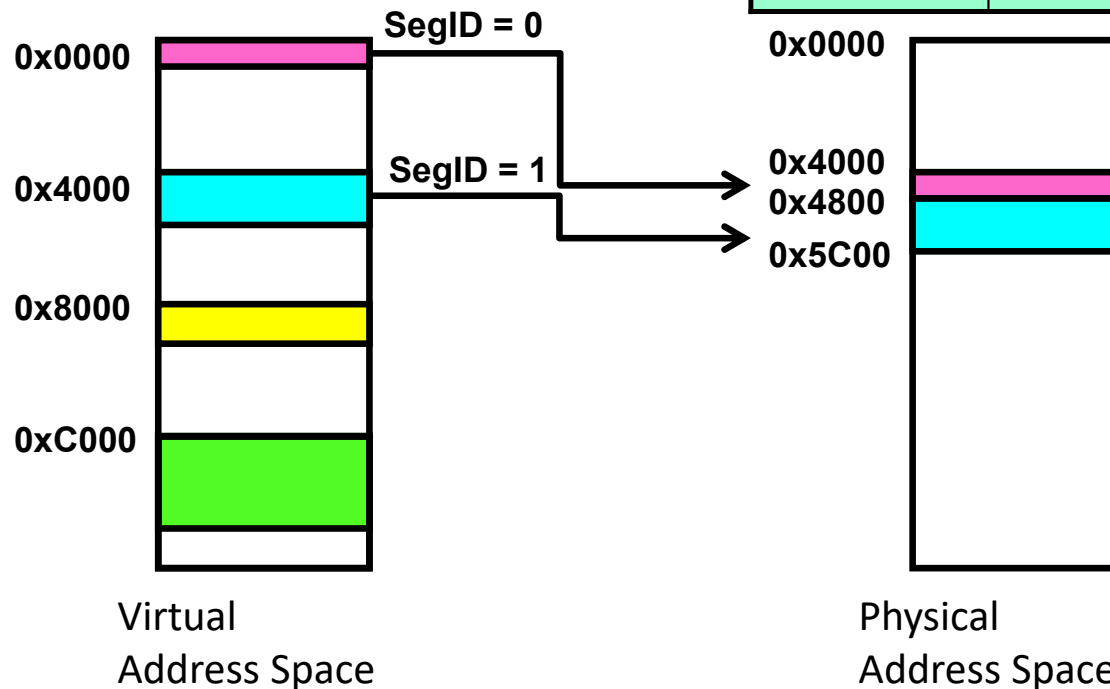 SegID = 0
0x0000
0x0000
SegID = 1
0x4000
0x4000
0x4800
0x5C00
0x8000
0xC000
Virtual
Address Space
Physical
Address Space